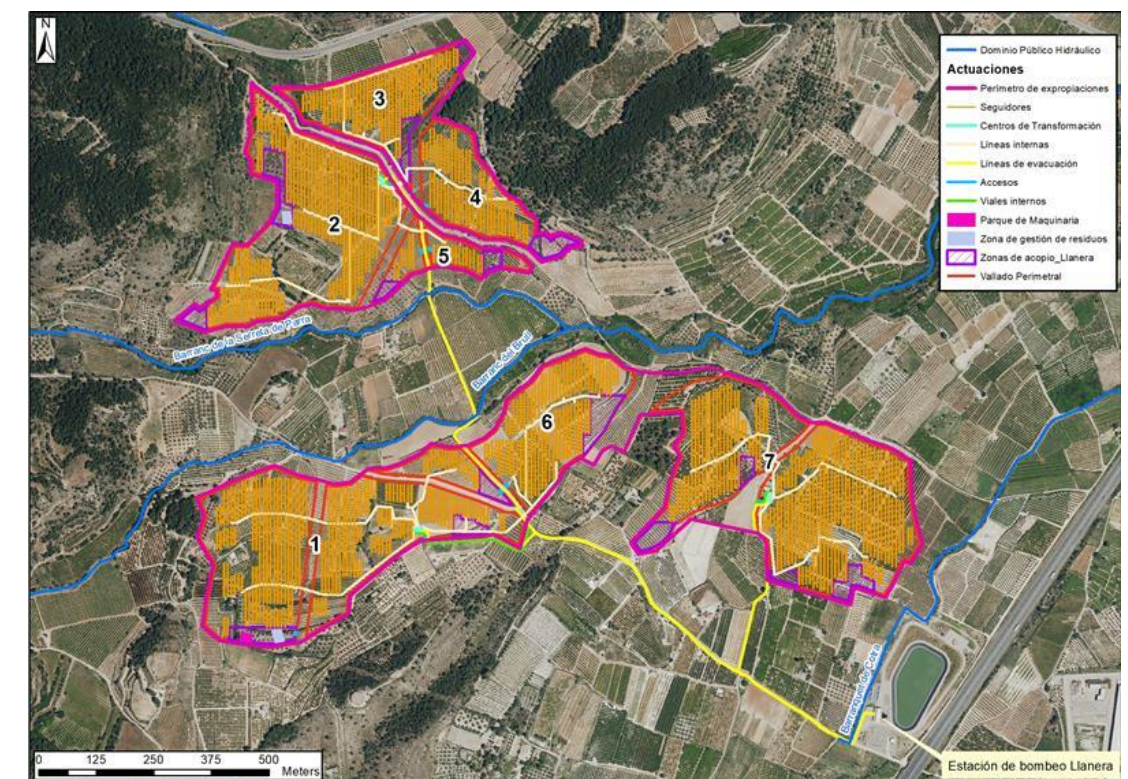 N
Dominio Público Hidráulico
Actuaciones
Perímetro de expropiaciones
Seguidores
Centros de Transformación
Líneas internas
Líneas de evacuación
Accesos
Viales internos
Parque de Maquinaria
Zona de gestión de residuos
Zonas de acopio_Llanera
Vallado Perimetral
3
4
2
5
Barranc de la Serreta de Parra
Barranc del Brull
6
7
1
Barranquet de Cotra
0 125 250 375 500
Meters
Estación de bombeo Llanera